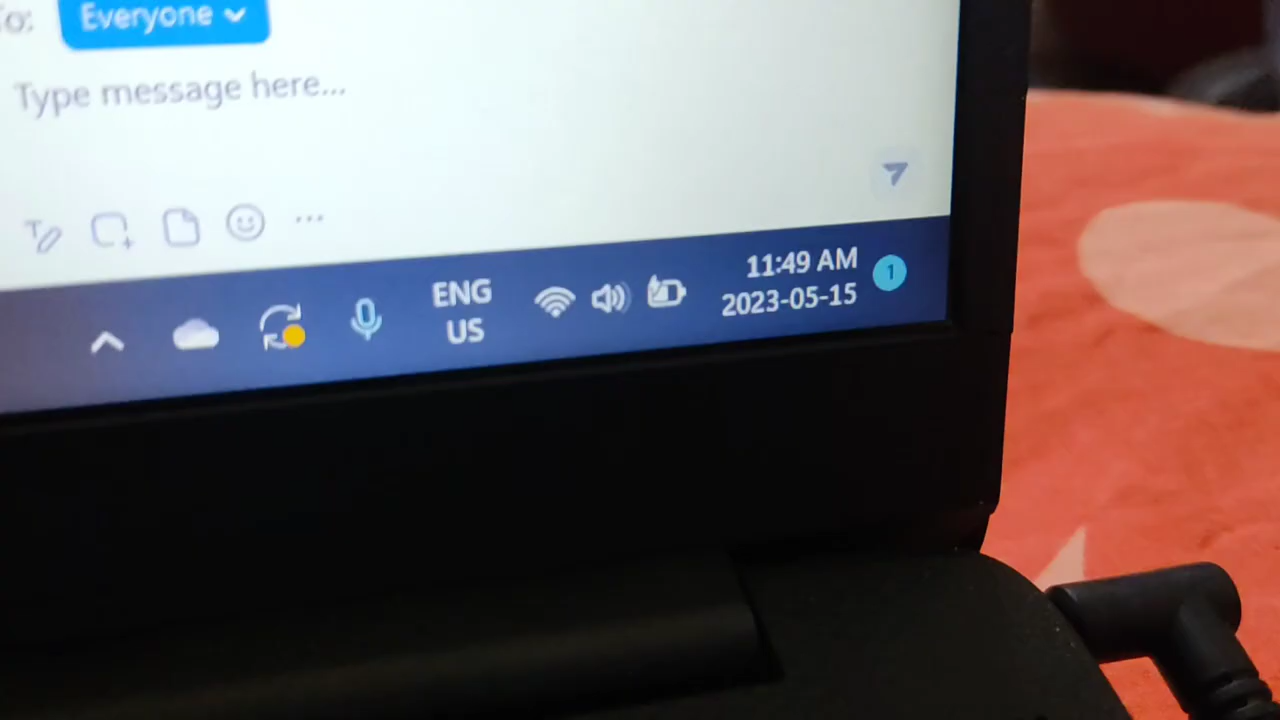 To:
Everyone
Type message here...
ENG
US
11:49 AM
2023-05-15
1